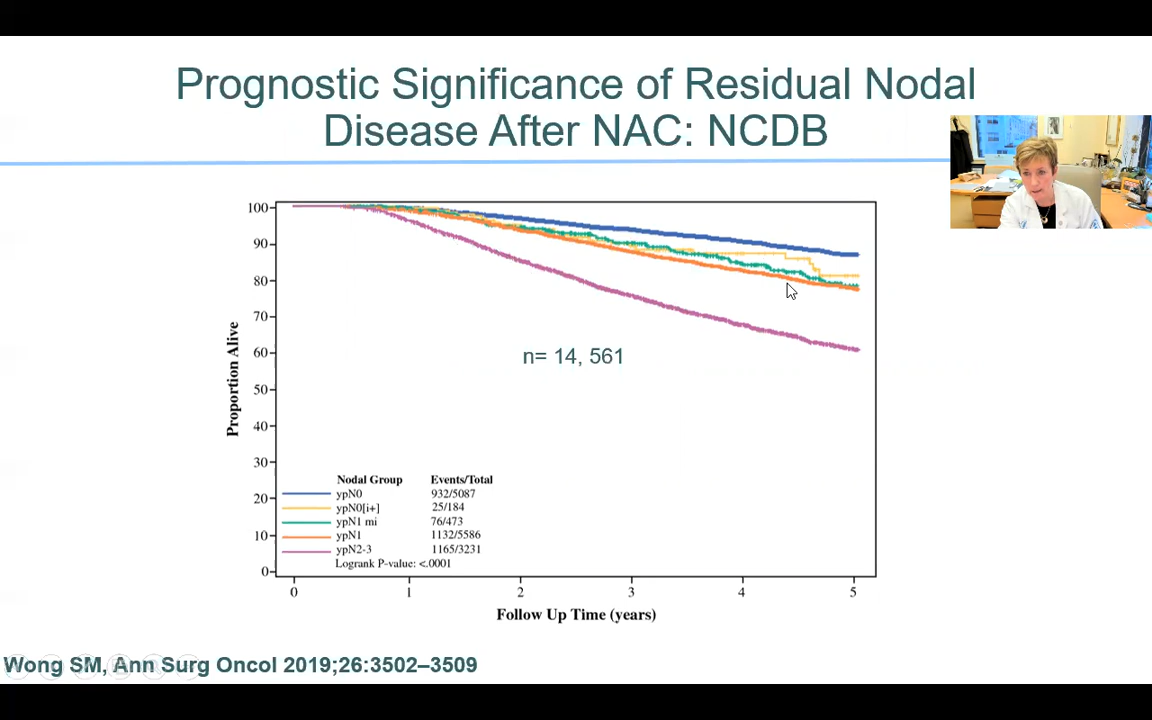 Prognostic Significance of Residual Nodal
Disease After NAC: NCDB
100
90
80
70
60
50
40
30
20
10
0
Proportion Alive
n= 14, 561
Nodal Group Events/Total
ypN0 932/5087
ypN0[i+] 25/184
ypN1 mi 76/473
ypN1 1132/5586
ypN2-3 1165/3231
Logrank P-value: <.0001
0 1 2 3 4 5
Follow Up Time (years)
Wong SM, Ann Surg Oncol 2019;26:3502–3509